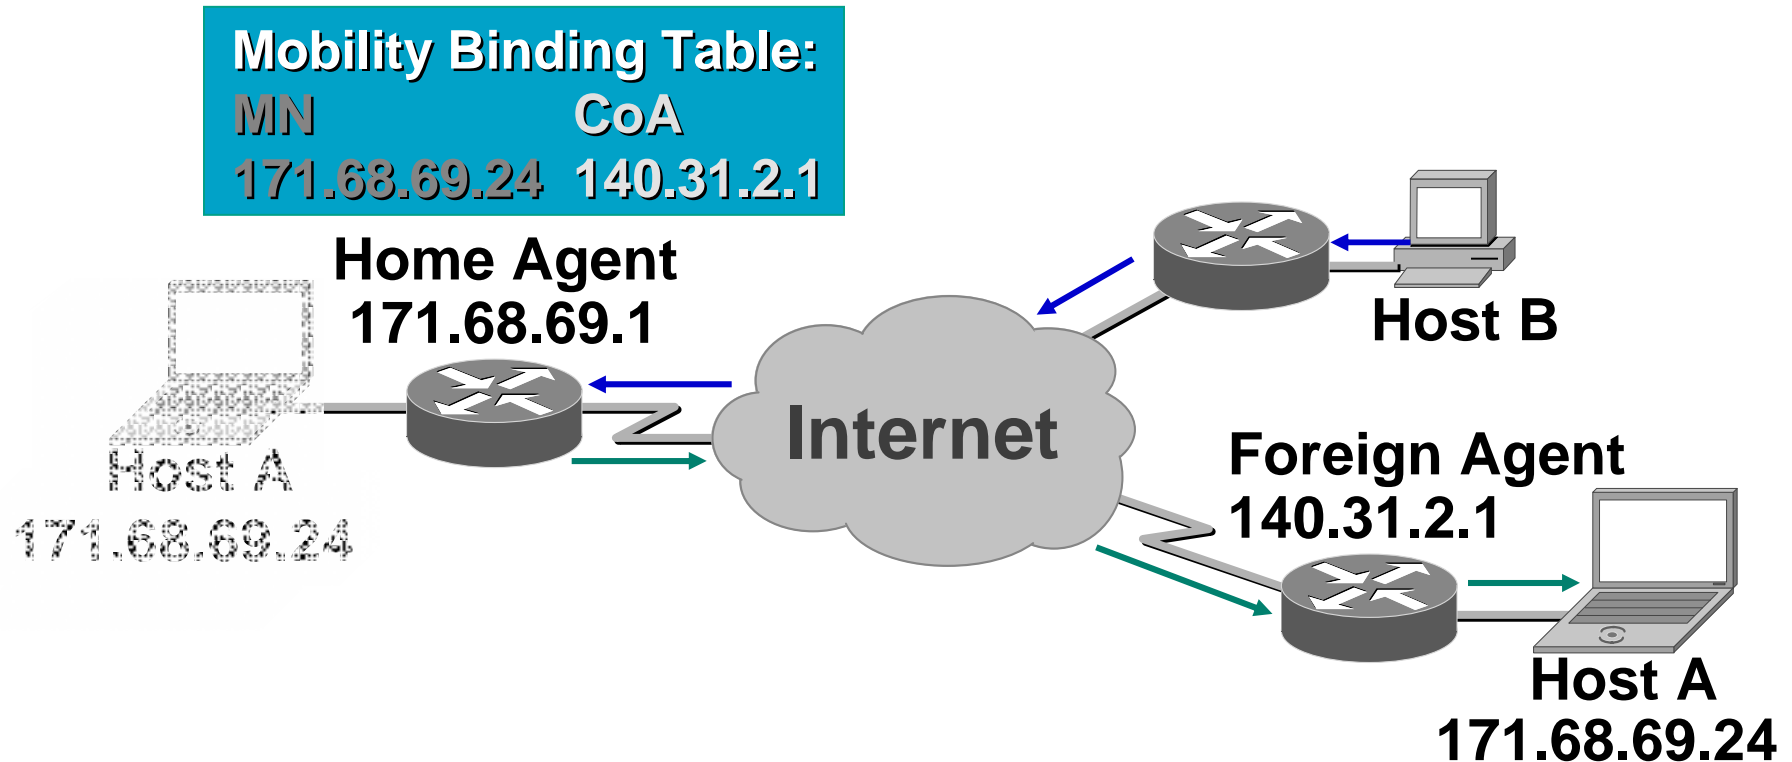 Mobility Binding Table:
MN CoA
171.68.69.24 140.31.2.1
Home Agent
171.68.69.1
Host B
Internet
Host A
171.68.69.24
Foreign Agent
140.31.2.1
Host A
171.68.69.24